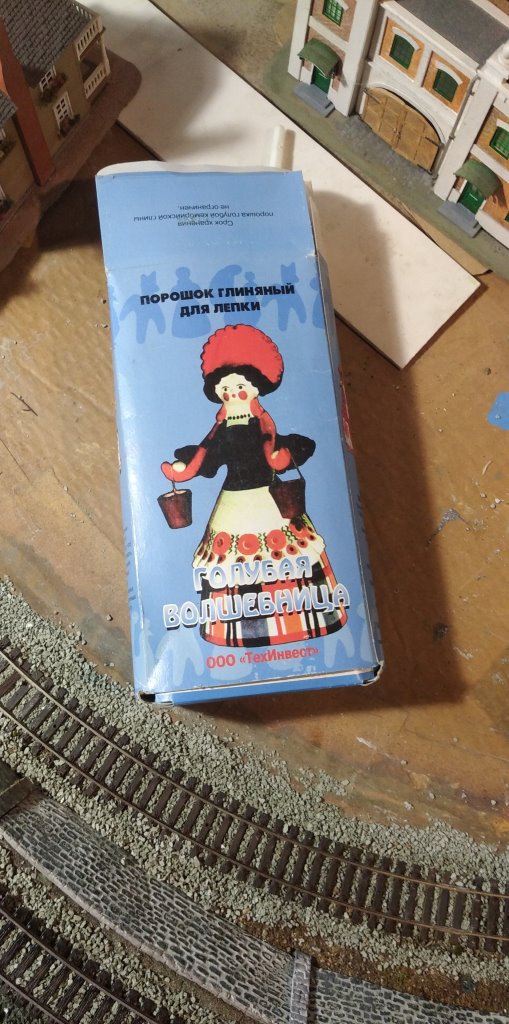 Срок хранения
порошка голубой кембрийской глины
не ограничен.
ПОРОШОК ГЛИНЯНЫЙ
ДЛЯ ЛЕПКИ
ГОЛУБАЯ
ВОЛШЕБНИЦА
ООО «ТехИнвест»